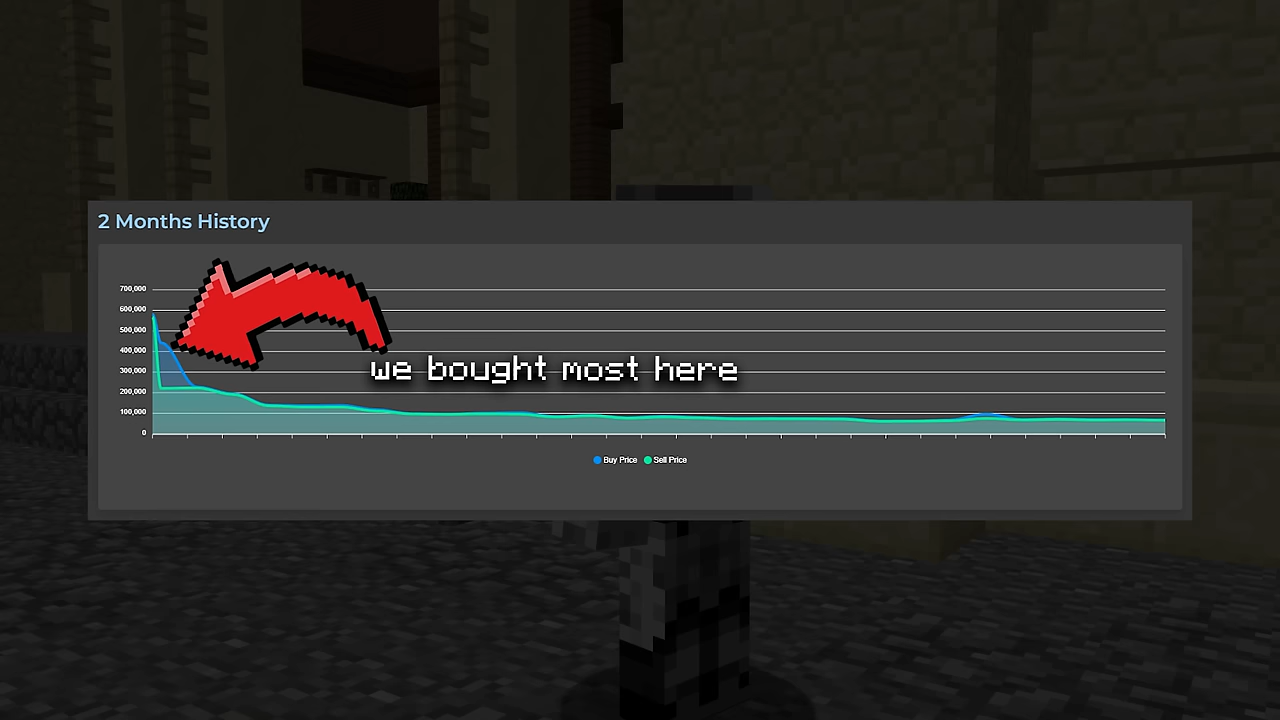 2 Months History
700,000
600,000
500,000
400,000
300,000
200,000
100,000
0
we bought most here
Buy Price Sell Price